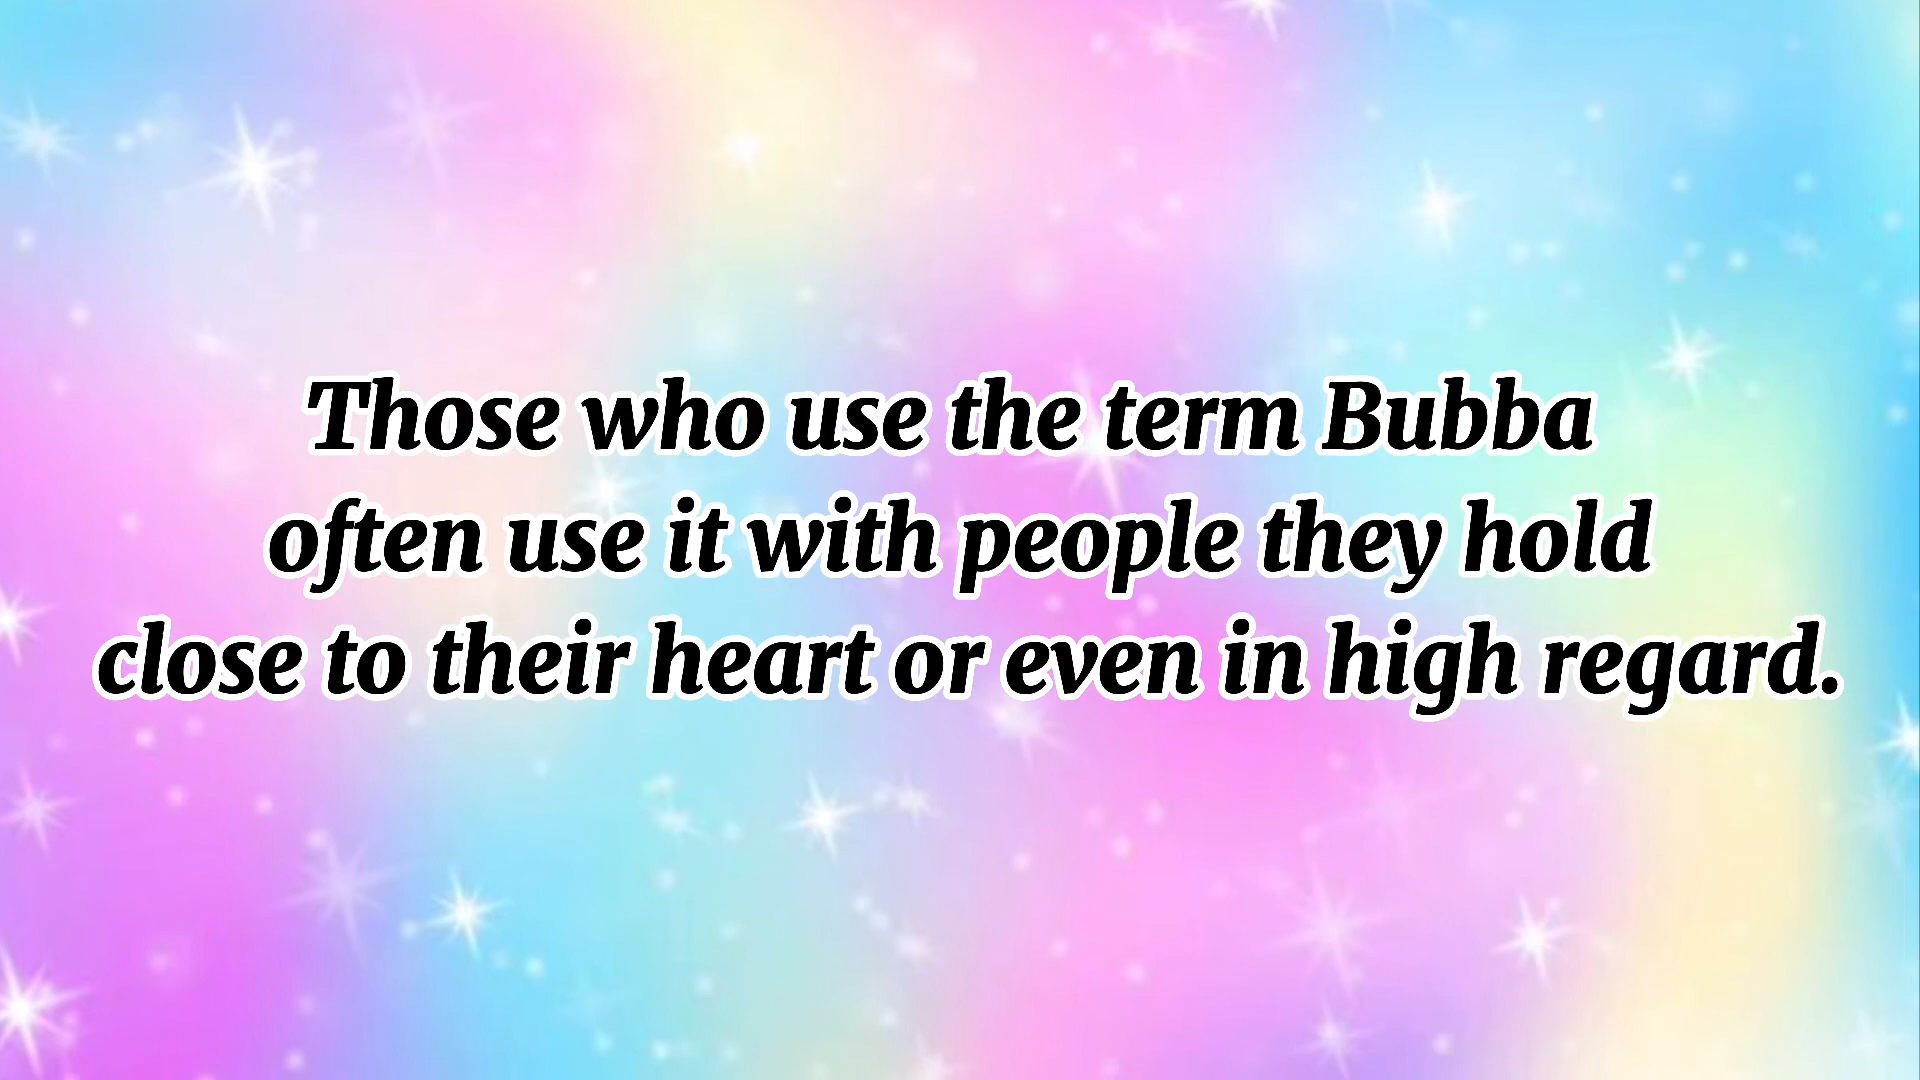 Those who use the term Bubba
often use it with people they hold
close to their heart or even in high regard.